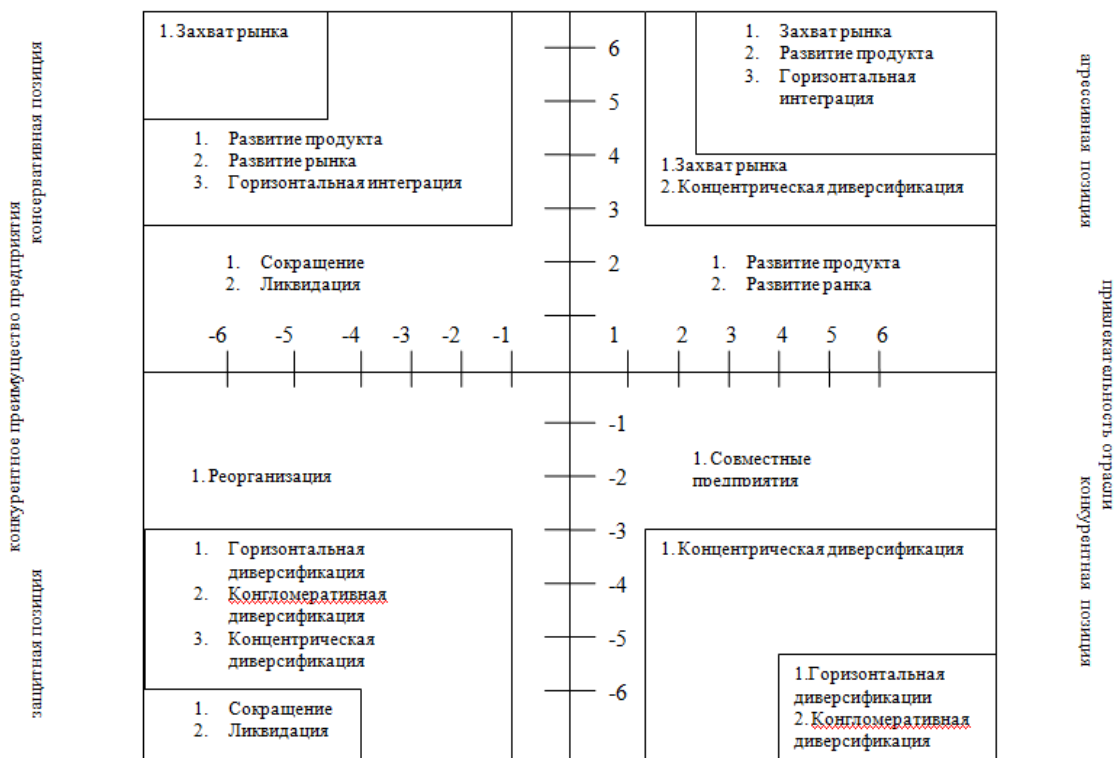 1. Захват рынка
1. Захват рынка
2. Развитие продукта
3. Горизонтальная
интеграция
1. Развитие продукта
2. Развитие рынка
3. Горизонтальная интеграция
1.Захват рынка
2. Концентрическая диверсификация
1. Сокращение
2. Ликвидация
1. Развитие продукта
2. Развитие ранка
6
5
4
3
2
-6 -5 -4 -3 -2 -1 1 2 3 4 5 6
-1
-2
-3
-4
-5
-6
1. Реорганизация
1. Совместные
предприятия
1. Горизонтальная
диверсификация
2. Конгломеративная
диверсификация
3. Концентрическая
диверсификация
1. Концентрическая диверсификация
1. Сокращение
2. Ликвидация
1.Горизонтальная
диверсификации
2. Конгломеративная
диверсификация
консервативная позиция
конкурентное преимущество предприятия
защитная позиция
агрессивная позиция
привлекательность отрасли
конкурентная позиция